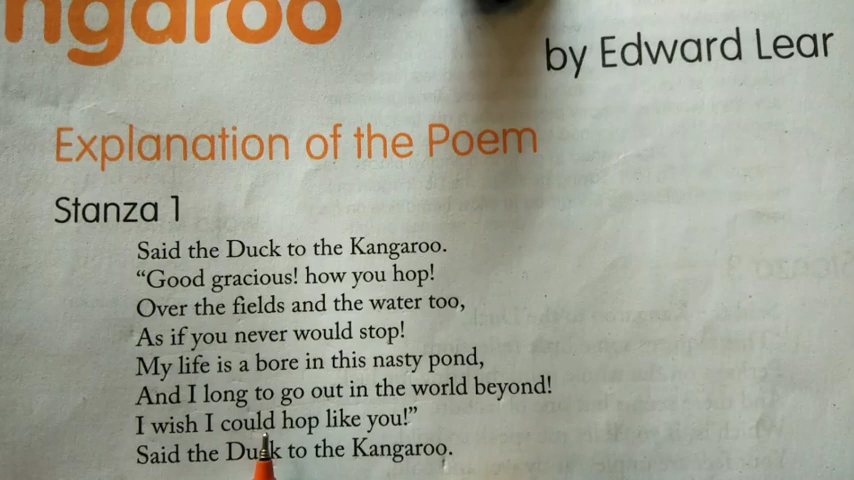 ngaroo
by Edward Lear
Explanation of the Poem
Stanza 1
Said the Duck to the Kangaroo.
“Good gracious! how you hop!
Over the fields and the water too,
As if you never would stop!
My life is a bore in this nasty pond,
And I long to go out in the world beyond!
I wish I could hop like you!”
Said the Duck to the Kangaroo.